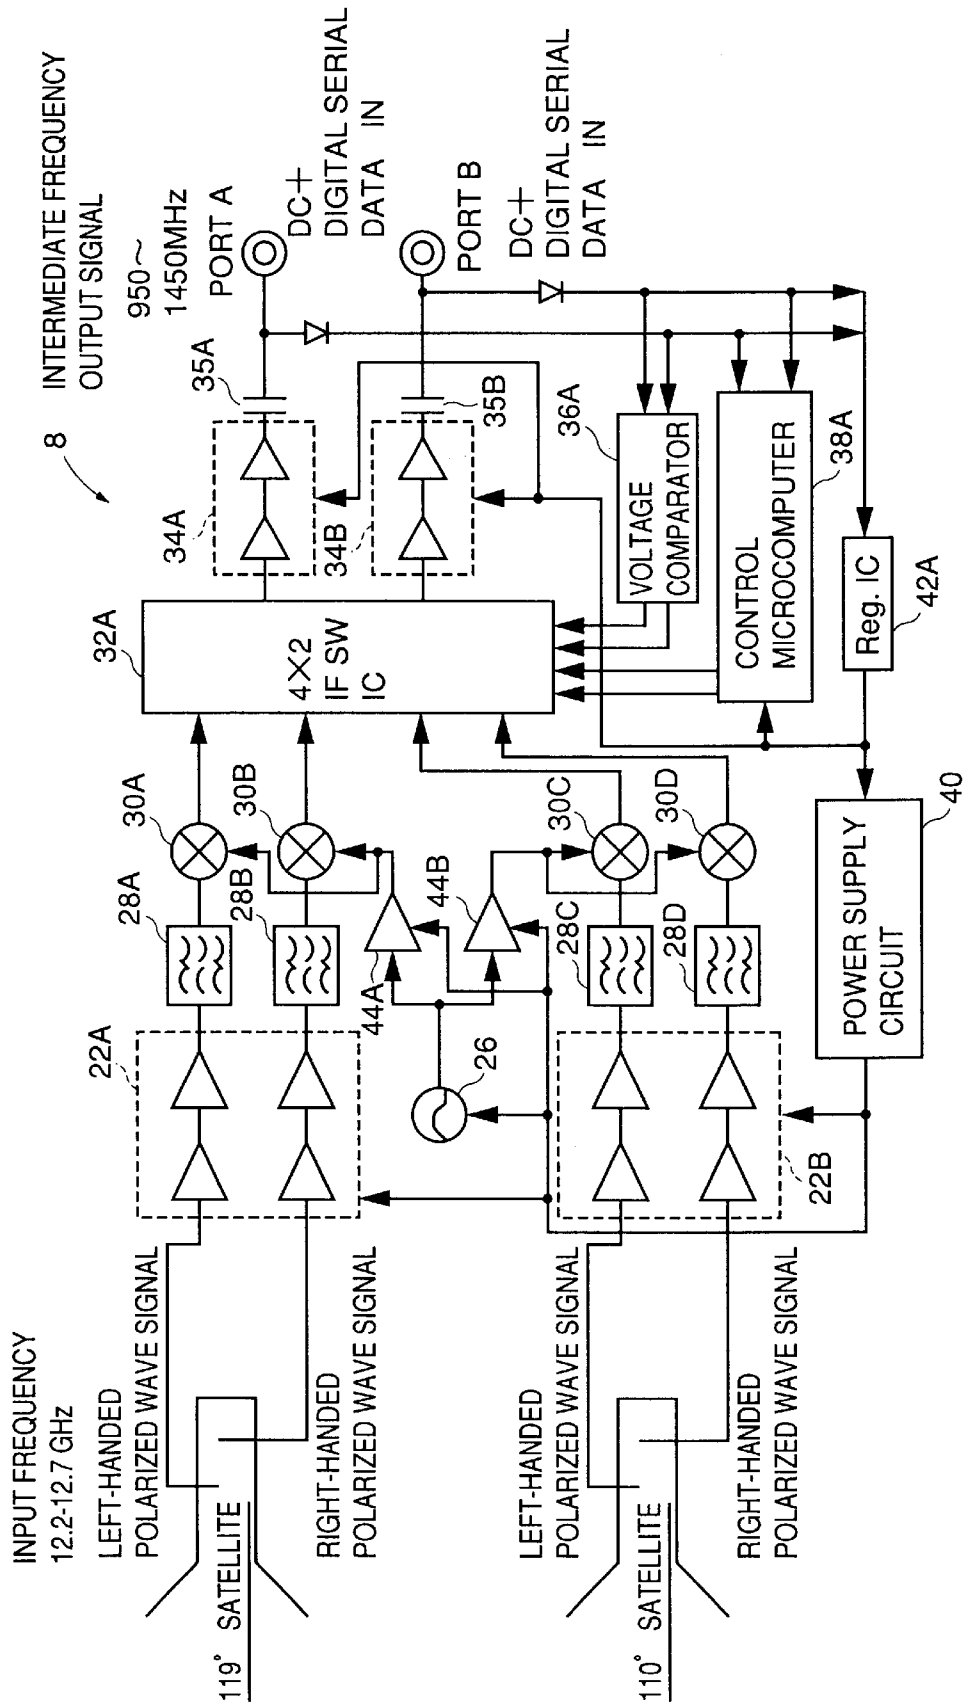 INPUT FREQUENCY
12.2-12.7 GHz
LEFT-HANDED
POLARIZED WAVE SIGNAL
RIGHT-HANDED
POLARIZED WAVE SIGNAL
119° SATELLITE
22A
28A
28B
30A
30B
44A
44B
26
LEFT-HANDED
POLARIZED WAVE SIGNAL
RIGHT-HANDED
POLARIZED WAVE SIGNAL
110° SATELLITE
22B
28C
28D
30C
30D
32A
4×2
IF SW
IC
34A
34B
35A
35B
8
INTERMEDIATE FREQUENCY
OUTPUT SIGNAL
950~
1450MHz
PORT A
DC+
DIGITAL SERIAL
DATA IN
PORT B
DC+
DIGITAL SERIAL
DATA IN
36A
VOLTAGE
COMPARATOR
CONTROL
MICROCOMPUTER
38A
Reg. IC
42A
POWER SUPPLY
CIRCUIT
40